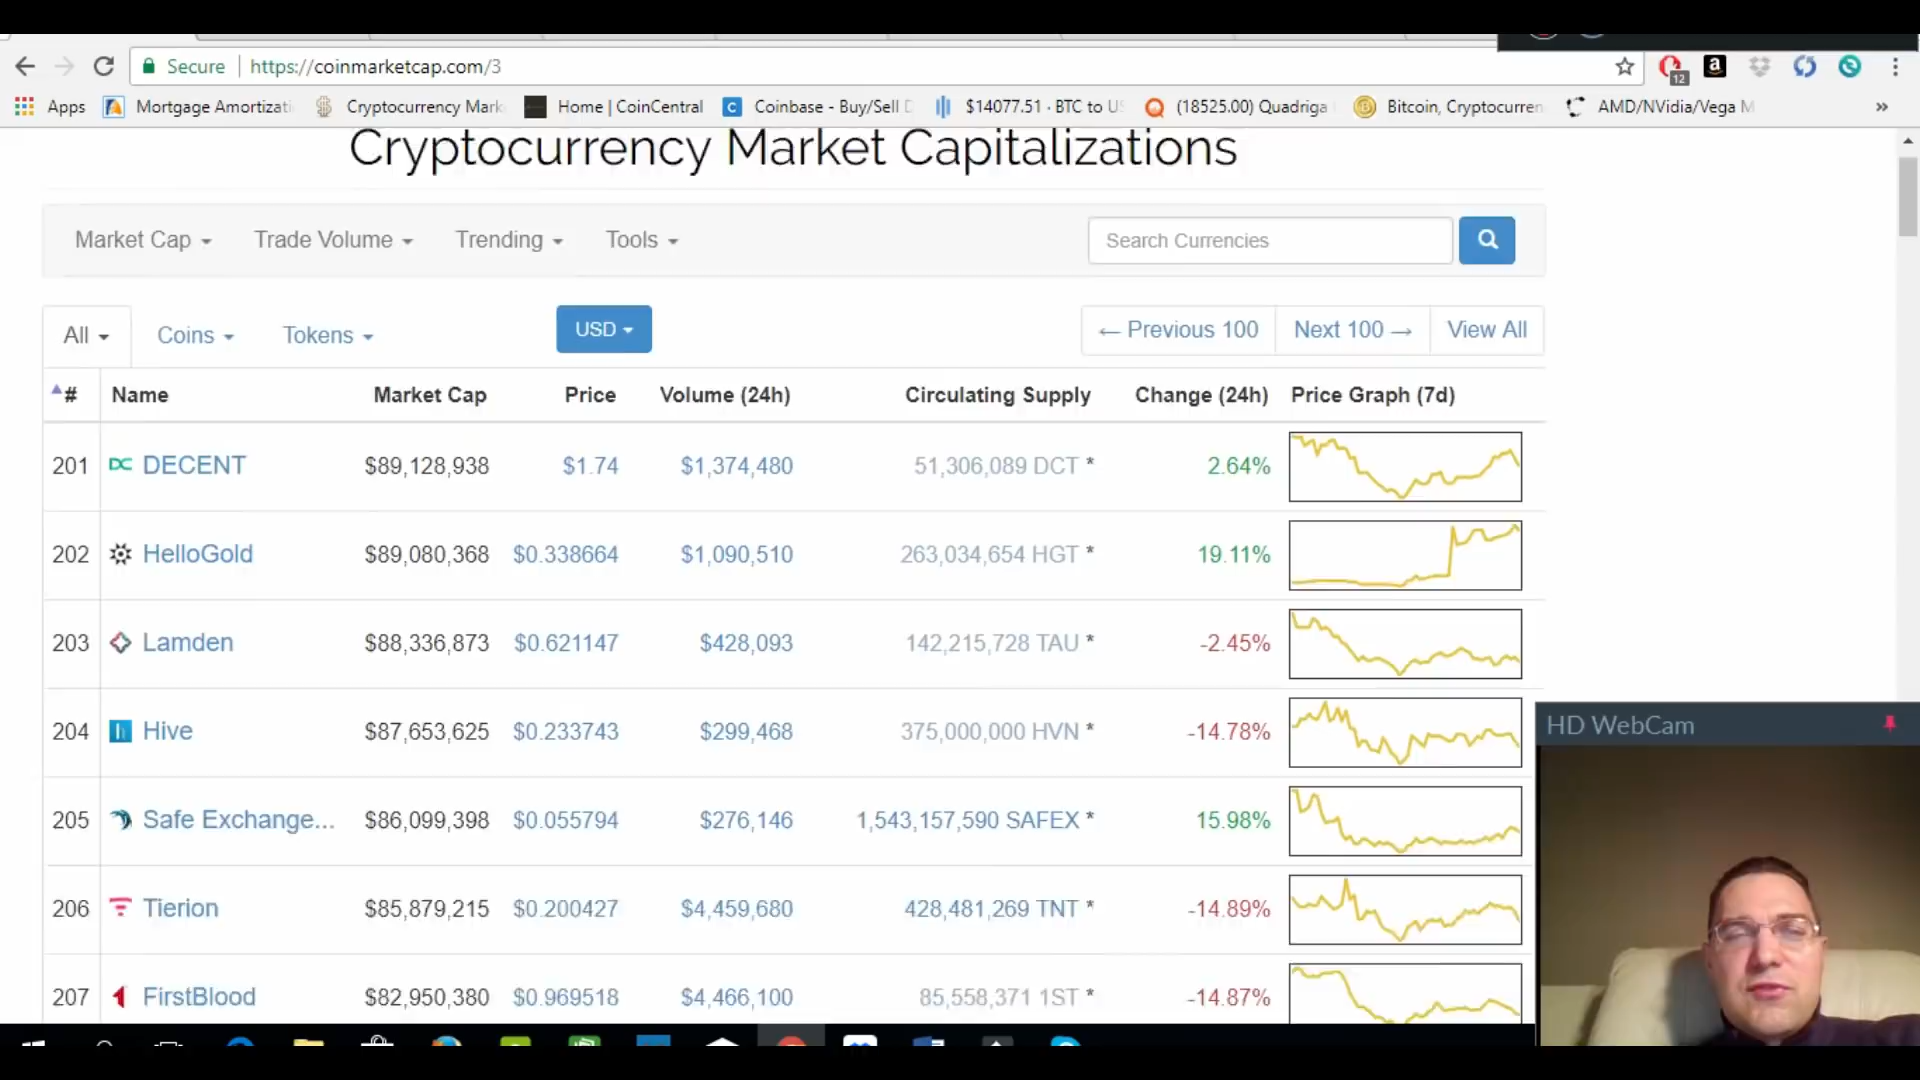 Secure https://coinmarketcap.com/3
12
Apps Mortgage Amortizati Cryptocurrency Mark Home | CoinCentral Coinbase - Buy/Sell D $14077.51 · BTC to US (18525.00) Quadriga Bitcoin, Cryptocurren AMD/NVidia/Vega M »
Cryptocurrency Market Capitalizations
Market Cap Trade Volume Trending Tools Search Currencies
All Coins Tokens USD ← Previous 100 Next 100 → View All
# Name Market Cap Price Volume (24h) Circulating Supply Change (24h) Price Graph (7d)
201 DECENT $89,128,938 $1.74 $1,374,480 51,306,089 DCT * 2.64%
202 HelloGold $89,080,368 $0.338664 $1,090,510 263,034,654 HGT * 19.11%
203 Lamden $88,336,873 $0.621147 $428,093 142,215,728 TAU * -2.45%
204 Hive $87,653,625 $0.233743 $299,468 375,000,000 HVN * -14.78%
HD WebCam
205 Safe Exchange... $86,099,398 $0.055794 $276,146 1,543,157,590 SAFEX * 15.98%
206 Tierion $85,879,215 $0.200427 $4,459,680 428,481,269 TNT * -14.89%
207 FirstBlood $82,950,380 $0.969518 $4,466,100 85,558,371 1ST * -14.87%